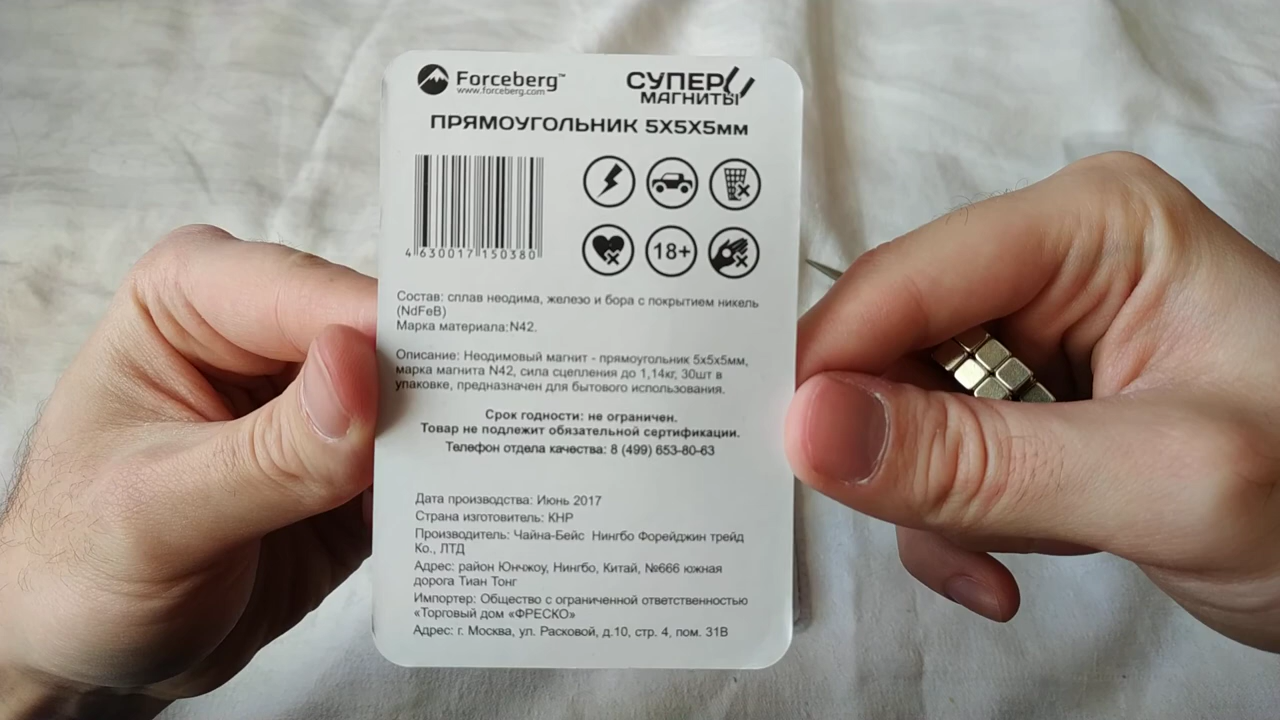 Forceberg™
www.forceberg.com
СУПЕР
МАГНИТЫ
ПРЯМОУГОЛЬНИК 5X5X5мм
4 630017 150380
18+
Состав: сплав неодима, железо и бора с покрытием никель
(NdFeB)
Марка материала:N42.
Описание: Неодимовый магнит - прямоугольник 5x5x5мм,
марка магнита N42, сила сцепления до 1,14кг, 30шт в
упаковке, предназначен для бытового использования.
Срок годности: не ограничен.
Товар не подлежит обязательной сертификации.
Телефон отдела качества: 8 (499) 653-80-63
Дата производства: Июнь 2017
Страна изготовитель: КНР
Производитель: Чайна-Бейс Нингбо Форейджин трейд
Ко., ЛТД
Адрес: район Юнчжоу, Нингбо, Китай, №666 южная
дорога Тиан Тонг
Импортер: Общество с ограниченной ответственностью
«Торговый дом «ФРЕСКО»
Адрес: г. Москва, ул. Расковой, д.10, стр. 4, пом. 31В